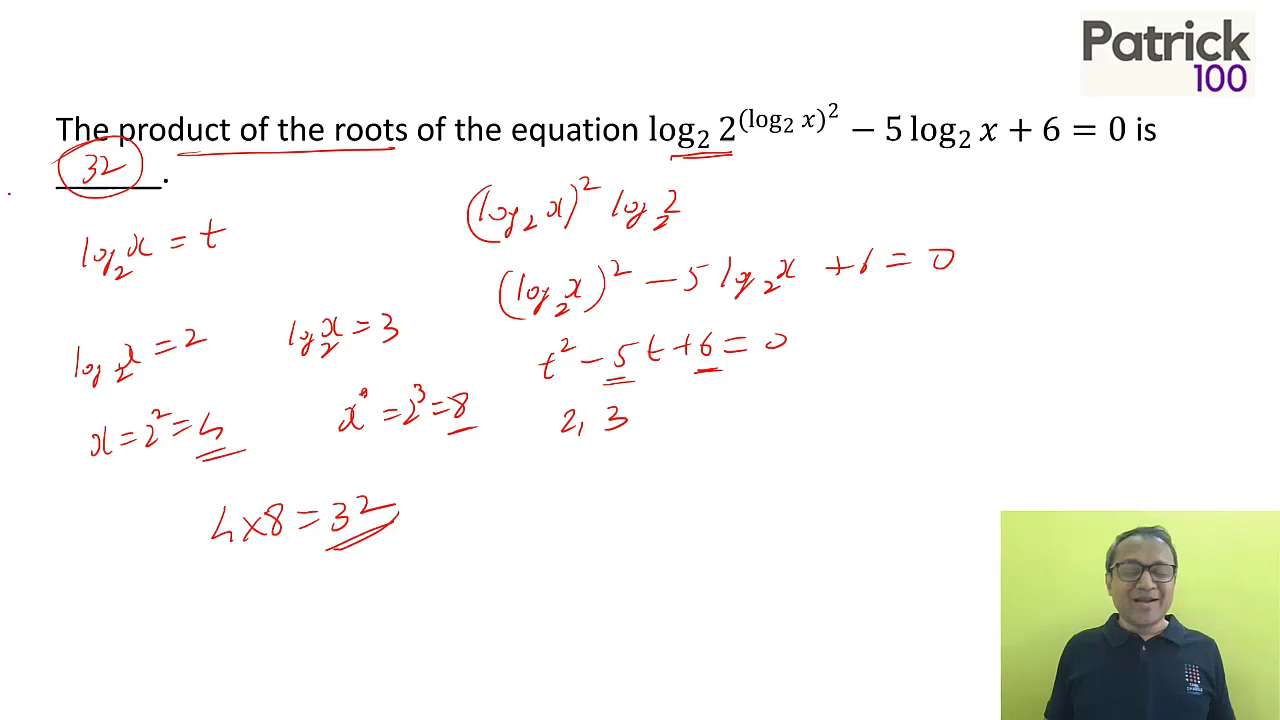 Patrick
100
The product of the roots of the equation log₂ 2^((log₂ x)²) − 5 log₂ x + 6 = 0 is
32
______.
(log₂ x)² log₂ 2
log₂ x = t
(log₂ x)² − 5 log₂ x + 6 = 0
log₂ x = 2
log₂ x = 3
t² − 5t + 6 = 0
x = 2² = 4
x = 2³ = 8
2, 3
4 x 8 = 32